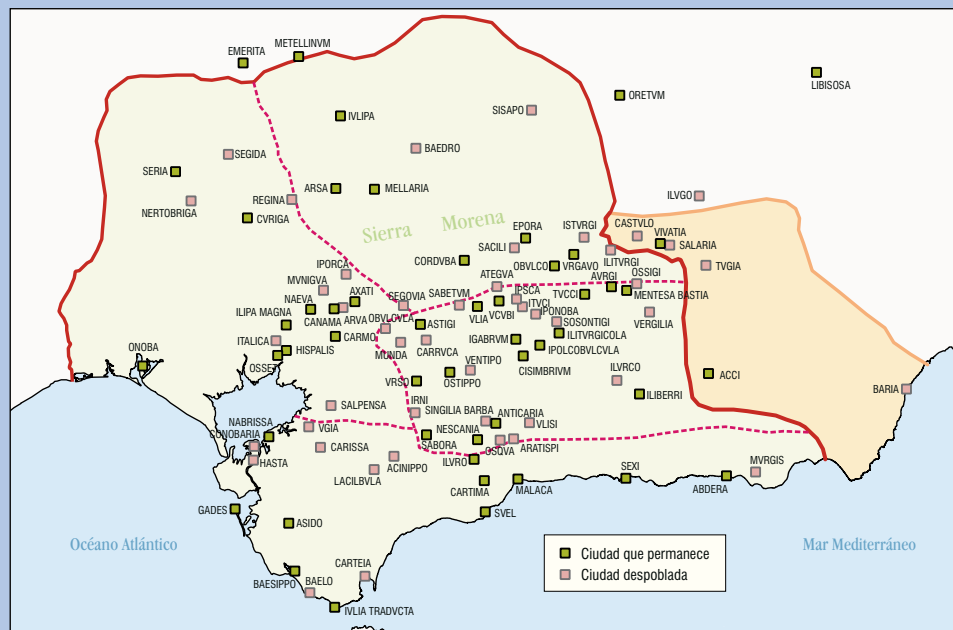 METELLINVM
EMERITA
LIBISOSA
ORETVM
SISAPO
IVLIPA
BAEDRO
SEGIDA
SERIA
ARSA
MELLARIA
REGINA
NERTOBRIGA
CVRIGA
ILVGO
Sierra Morena
EPORA
ISTVRGI
CASTVLO
VIVATIA
SALARIA
SACILI
CORDVBA
OBVLCO
VRGAVO
ILITVRGI
TVGIA
IPORCA
ATEGVA
AVRGI
OSSIGI
MVNIGVA
AXATI
SEGOVIA
SABETVM
IPSCA
TVCCI
MENTESA BASTIA
NAEVA
ITVCI
CANAMA
ARVA
OBVLOVLEA
VLIA
VCVBI
IPONOBA
VERGILIA
ILIPA MAGNA
ASTIGI
SOSONTIGI
ITALICA
CARMO
IGABRVM
ILITVRGICOLA
HISPALIS
MVNDA
CARRVCA
IPOLCOBVLCVLA
ONOBA
OSSET
VENTIPO
CISIMBRIVM
ILVRCO
ACCI
VRSO
OSTIPPO
BARIA
ILIBERRI
SALPENSA
IRNI
SINGILIA BARBA
ANTICARIA
NABRISSA
VGIA
NESCANIA
VLISI
CONOBARIA
CARISSA
SABORA
OSQVA
ARATISPI
HASTA
ACINIPPO
ILVRO
SEXI
MVRGIS
LACILBVLA
CARTIMA
MALACA
ABDERA
GADES
SVEL
ASIDO
Océano Atlántico
Mar Mediterráneo
Ciudad que permanece
Ciudad despoblada
CARTEIA
BAESIPPO
BAELO
IVLIA TRADVCTA